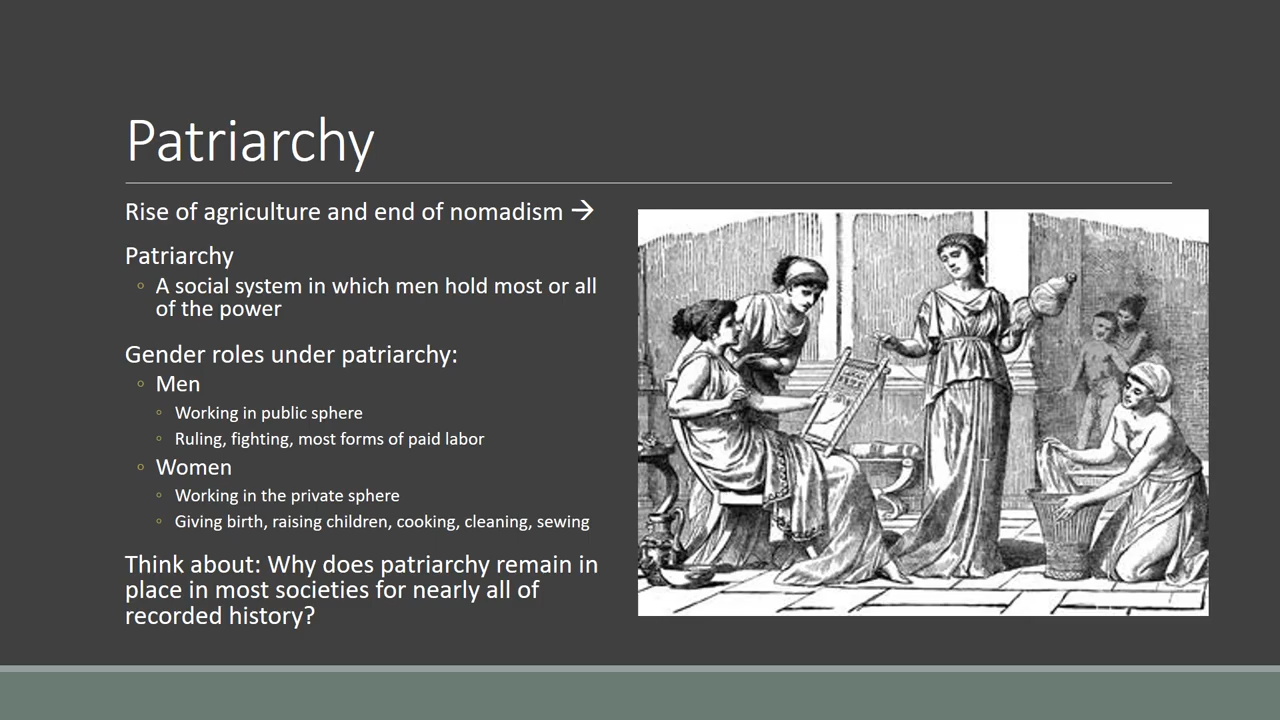 Patriarchy
Rise of agriculture and end of nomadism →
Patriarchy
◦ A social system in which men hold most or all
of the power
Gender roles under patriarchy:
◦ Men
◦ Working in public sphere
◦ Ruling, fighting, most forms of paid labor
◦ Women
◦ Working in the private sphere
◦ Giving birth, raising children, cooking, cleaning, sewing
Think about: Why does patriarchy remain in
place in most societies for nearly all of
recorded history?